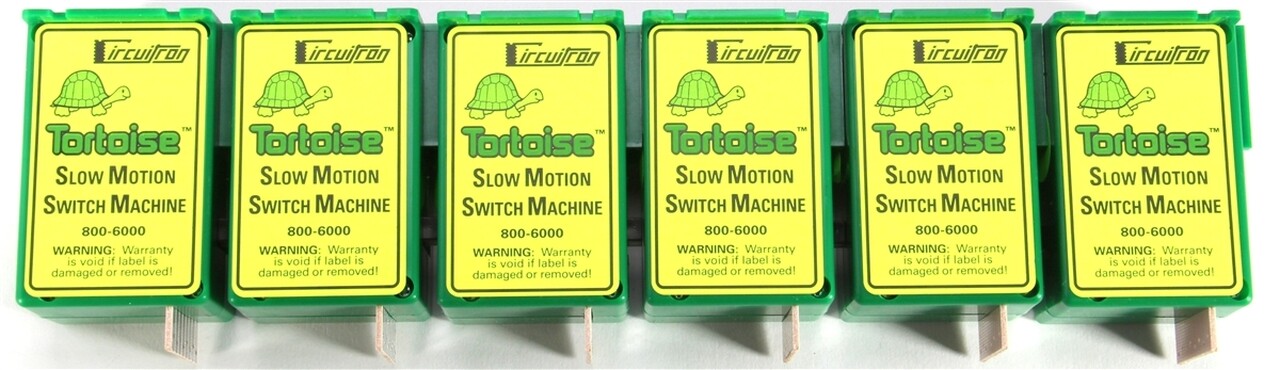 Circuitron
Tortoise™
Slow Motion
Switch Machine
800-6000
WARNING: Warranty
is void if label is
damaged or removed!
Circuitron
Tortoise™
Slow Motion
Switch Machine
800-6000
WARNING: Warranty
is void if label is
damaged or removed!
Circuitron
Tortoise™
Slow Motion
Switch Machine
800-6000
WARNING: Warranty
is void if label is
damaged or removed!
Circuitron
Tortoise™
Slow Motion
Switch Machine
800-6000
WARNING: Warranty
is void if label is
damaged or removed!
Circuitron
Tortoise™
Slow Motion
Switch Machine
800-6000
WARNING: Warranty
is void if label is
damaged or removed!
Circuitron
Tortoise™
Slow Motion
Switch Machine
800-6000
WARNING: Warranty
is void if label is
damaged or removed!